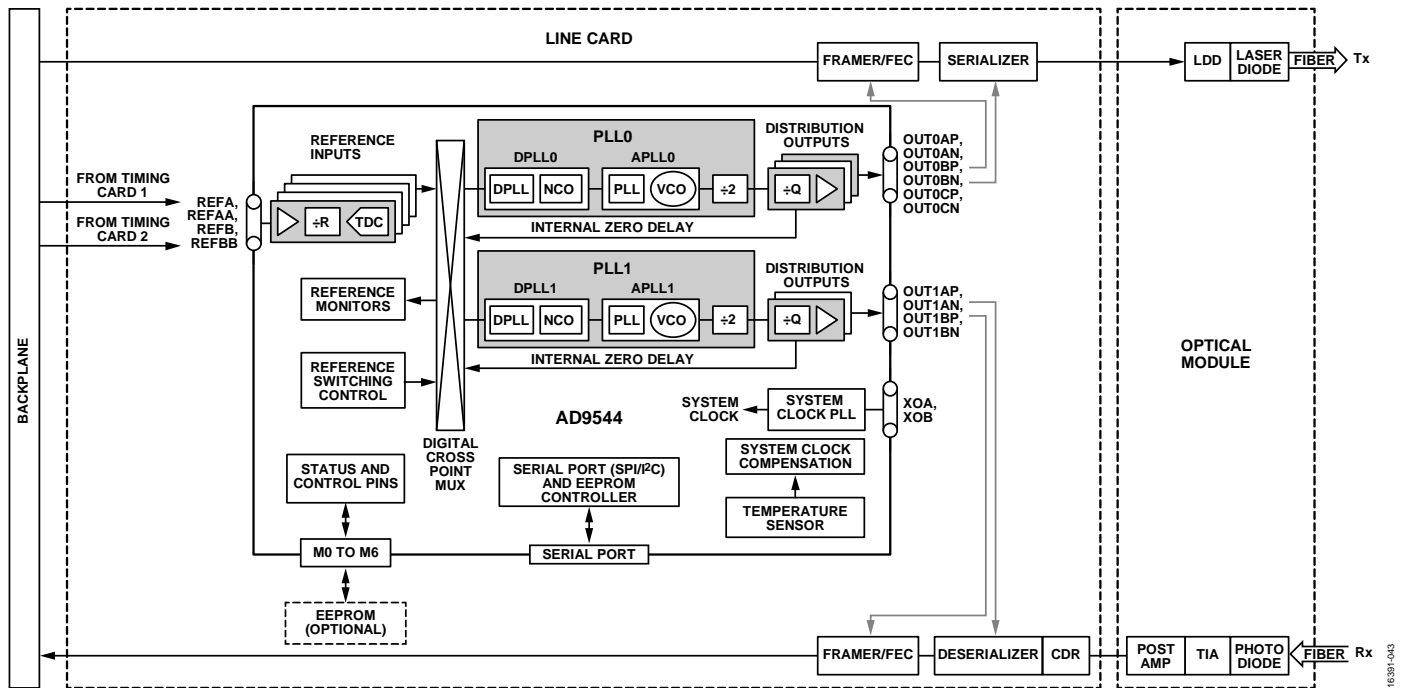 LINE CARD
FRAMER/FEC
SERIALIZER
LDD
LASER
DIODE
FIBER
Tx
BACKPLANE
FROM TIMING
CARD 1
FROM TIMING
CARD 2
REFA,
REFAA,
REFB,
REFBB
REFERENCE
INPUTS
÷R
TDC
PLL0
DPLL0
APLL0
DPLL
NCO
PLL
VCO
÷2
DISTRIBUTION
OUTPUTS
÷Q
INTERNAL ZERO DELAY
OUT0AP,
OUT0AN,
OUT0BP,
OUT0BN,
OUT0CP,
OUT0CN
PLL1
DPLL1
APLL1
DPLL
NCO
PLL
VCO
÷2
DISTRIBUTION
OUTPUTS
÷Q
INTERNAL ZERO DELAY
OUT1AP,
OUT1AN,
OUT1BP,
OUT1BN
REFERENCE
MONITORS
REFERENCE
SWITCHING
CONTROL
DIGITAL
CROSS
POINT
MUX
AD9544
SYSTEM
CLOCK
SYSTEM
CLOCK PLL
XOA,
XOB
OPTICAL
MODULE
STATUS AND
CONTROL PINS
SERIAL PORT (SPI/I²C)
AND EEPROM
CONTROLLER
SYSTEM CLOCK
COMPENSATION
TEMPERATURE
SENSOR
M0 TO M6
SERIAL PORT
EEPROM
(OPTIONAL)
FRAMER/FEC
DESERIALIZER
CDR
POST
AMP
TIA
PHOTO
DIODE
FIBER
Rx
16391-043